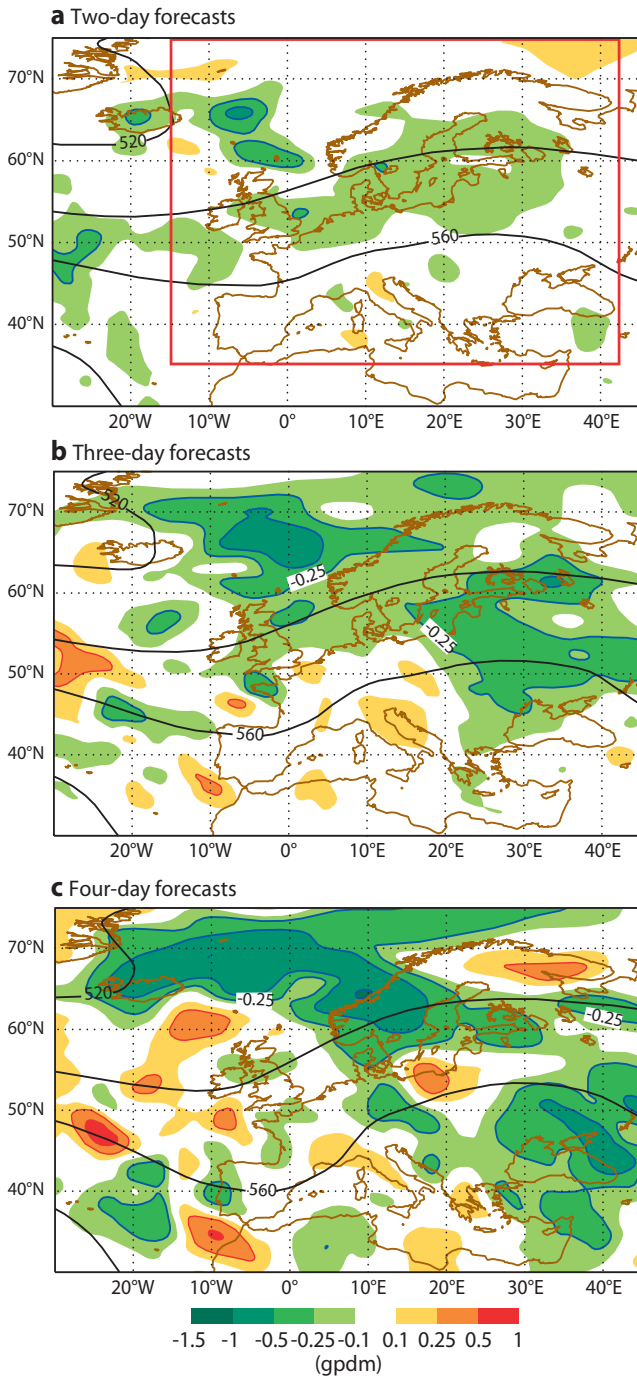 a Two-day forecasts
70°N
60°N
50°N
40°N
520
560
20°W 10°W 0° 10°E 20°E 30°E 40°E
b Three-day forecasts
70°N
60°N
50°N
40°N
520
-0.25
-0.25
560
20°W 10°W 0° 10°E 20°E 30°E 40°E
c Four-day forecasts
70°N
60°N
50°N
40°N
520
-0.25
-0.25
560
20°W 10°W 0° 10°E 20°E 30°E 40°E
-1.5 -1 -0.5 -0.25 -0.1 0.1 0.25 0.5 1
(gpdm)